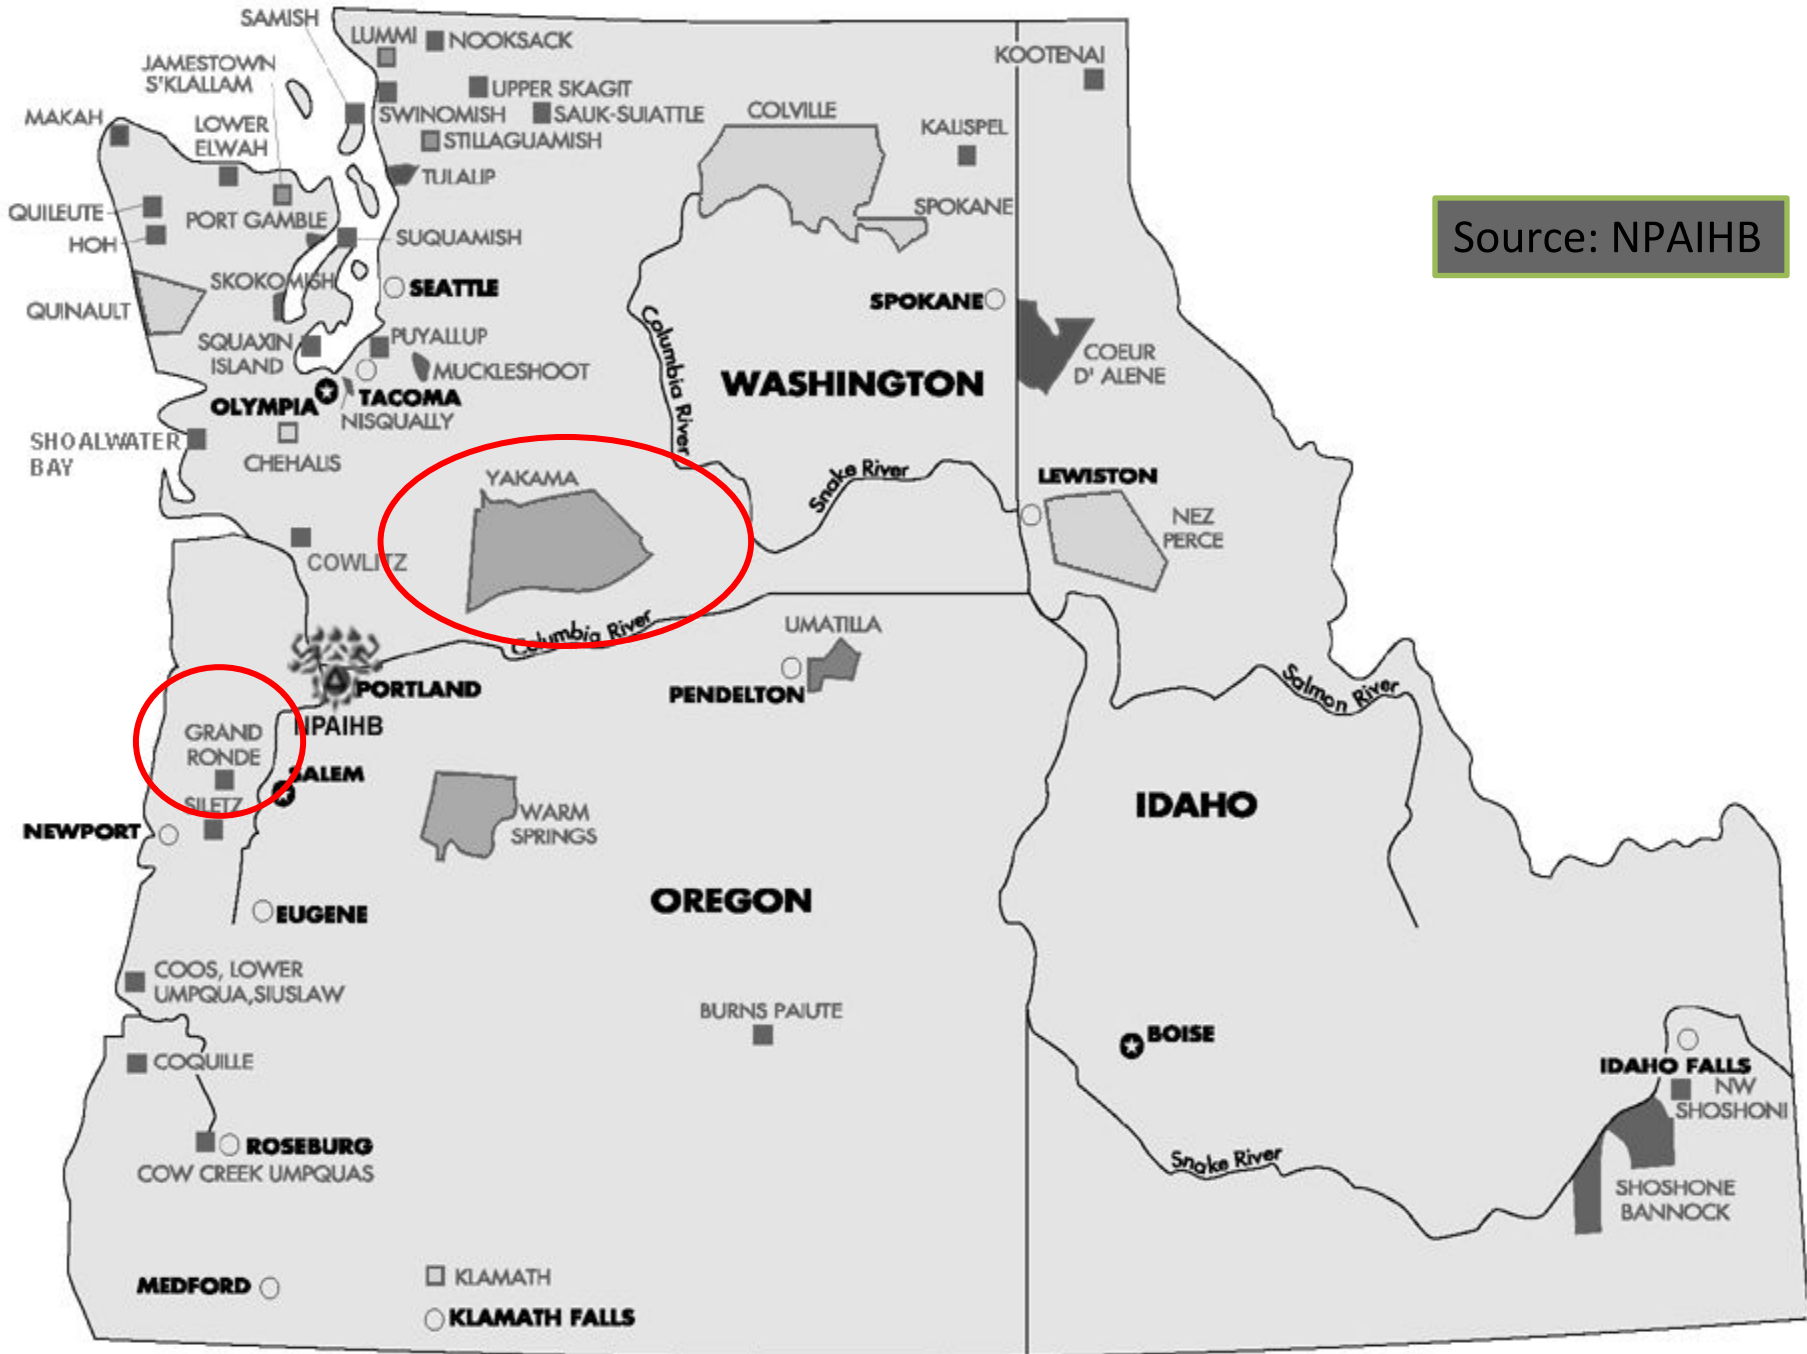 SAMISH
LUMMI
NOOKSACK
KOOTENAI
JAMESTOWN
S'KLALLAM
UPPER SKAGIT
MAKAH
LOWER
ELWAH
SWINOMISH
SAUK-SUIATTLE
COLVILLE
KALISPEL
STILLAGUAMISH
TULALIP
QUILEUTE
PORT GAMBLE
SPOKANE
HOH
SUQUAMISH
Source: NPAIHB
SKOKOMISH
SEATTLE
SPOKANE
QUINAULT
SQUAXIN
ISLAND
PUYALLUP
Columbia River
COEUR
D' ALENE
MUCKLESHOOT
WASHINGTON
OLYMPIA
TACOMA
NISQUALLY
SHOALWATER
BAY
CHEHALIS
YAKAMA
Snake River
LEWISTON
NEZ
PERCE
COWLITZ
Columbia River
UMATILLA
PORTLAND
PENDELTON
Salmon River
NPAIHB
GRAND
RONDE
SALEM
SILETZ
NEWPORT
WARM
SPRINGS
IDAHO
EUGENE
OREGON
COOS, LOWER
UMPQUA,SIUSLAW
BURNS PAIUTE
BOISE
COQUILLE
IDAHO FALLS
NW
SHOSHONI
ROSEBURG
COW CREEK UMPQUAS
Snake River
SHOSHONE
BANNOCK
MEDFORD
KLAMATH
KLAMATH FALLS